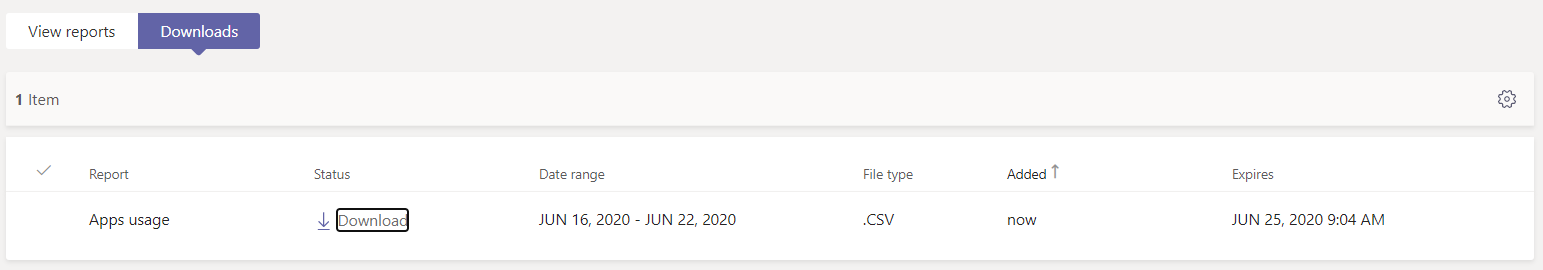 View reports Downloads
1 Item
Report Status Date range File type Added ↑ Expires
Apps usage Download JUN 16, 2020 - JUN 22, 2020 .CSV now JUN 25, 2020 9:04 AM